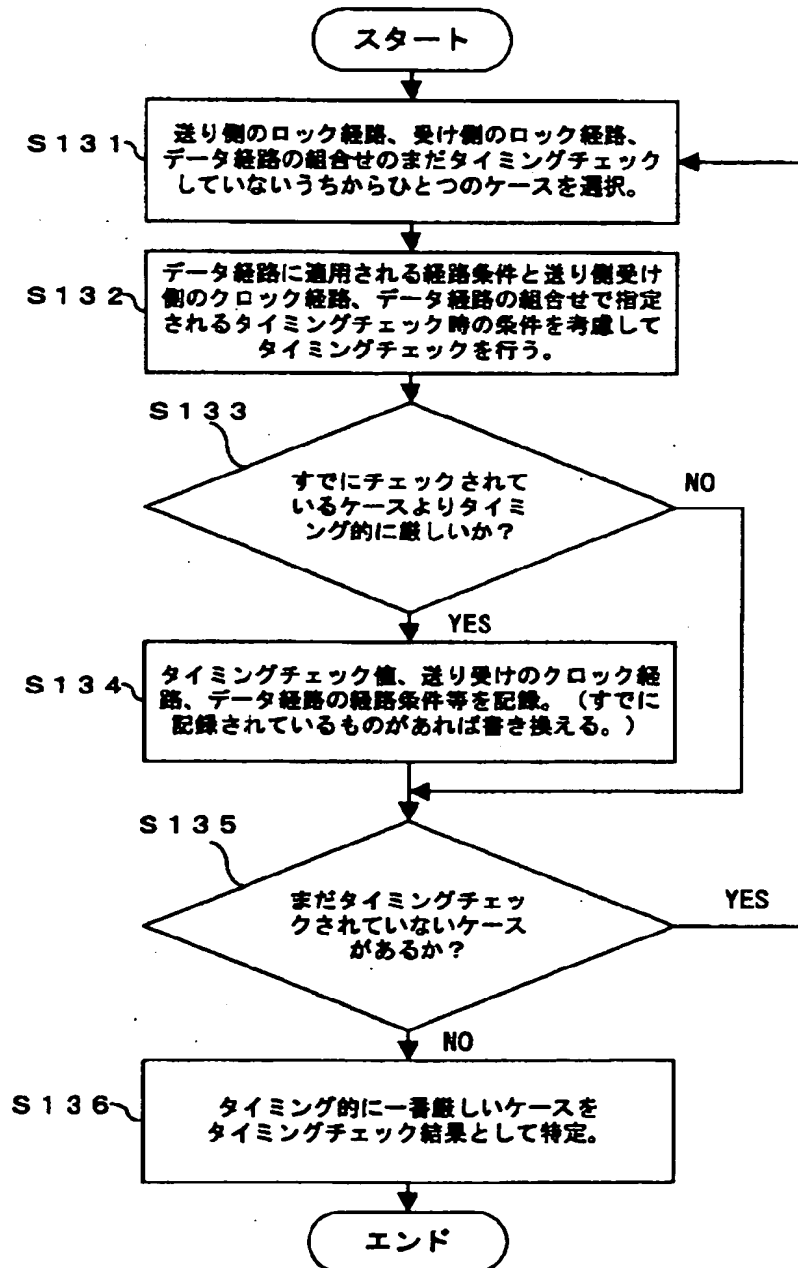 スタート
S131
送り側のロック経路、受け側のロック経路、
データ経路の組合せのまだタイミングチェック
していないうちからひとつのケースを選択。
S132
データ経路に適用される経路条件と送り側受け
側のクロック経路、データ経路の組合せで指定
されるタイミングチェック時の条件を考慮して
タイミングチェックを行う。
S133
すでにチェックされて
いるケースよりタイミ
ング的に厳しいか？
NO
YES
S134
タイミングチェック値、送り受けのクロック経
路、データ経路の経路条件等を記録。（すでに
記録されているものがあれば書き換える。）
S135
まだタイミングチェッ
クされていないケース
があるか？
YES
NO
S136
タイミング的に一番厳しいケースを
タイミングチェック結果として特定。
エンド